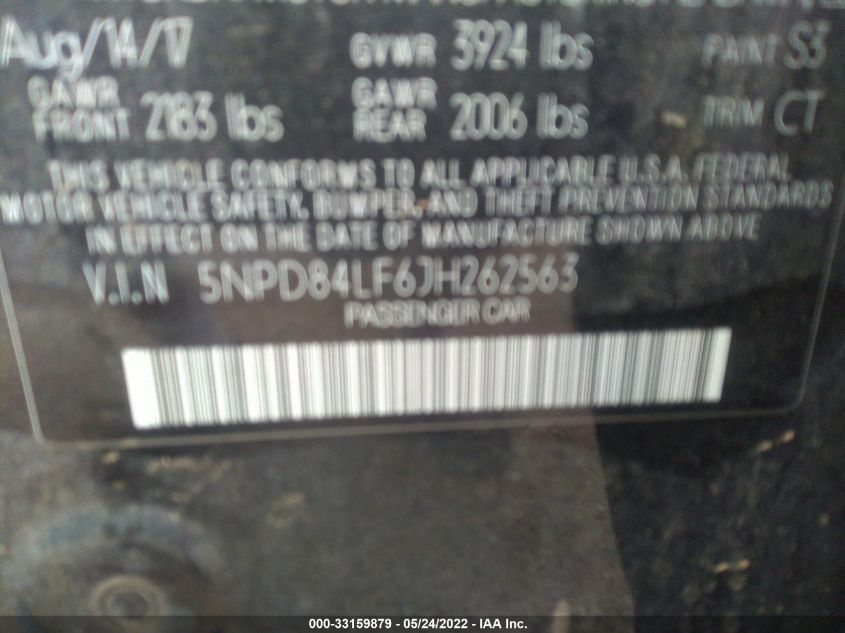 Aug/14/17 GVWR 3924 lbs PAINT S3
GAWR FRONT 2183 lbs GAWR REAR 2006 lbs TRIM CT
THIS VEHICLE CONFORMS TO ALL APPLICABLE U.S.A. FEDERAL
MOTOR VEHICLE SAFETY, BUMPER, AND THEFT PREVENTION STANDARDS
IN EFFECT ON THE DATE OF MANUFACTURE SHOWN ABOVE
V.I.N 5NPD84LF6JH262563
PASSENGER CAR
000-33159879 - 05/24/2022 - IAA Inc.